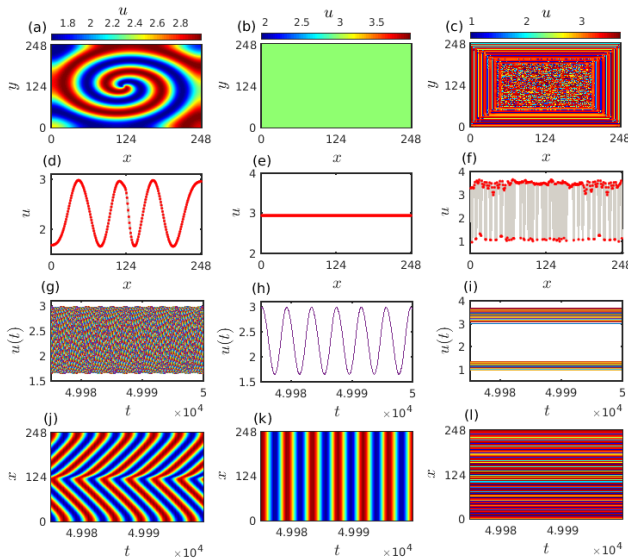 u u u
1.8 2 2.2 2.4 2.6 2.8 2 2.5 3 3.5 1 2 3
(a) (b) (c)
248 248 248
y 124 y 124 y 124
0 0 0
0 124 248 0 124 248 0 124 248
x x x
(d) (e) (f)
3 4 4
u u 3 u 3
2 2 2 1
0 124 248 0 124 248 0 124 248
x x x
(g) (h) (i)
3 3 4
u(t) 2.5 u(t) 2.5 u(t) 3
2 2 2
1.5 1.5 1
4.998 4.999 5 4.998 4.999 5 4.998 4.999 5
t ×10⁴ t ×10⁴ t ×10⁴
(j) (k) (l)
248 248 248
x 124 x 124 x 124
0 0 0
4.998 4.999 4.998 4.999 4.998 4.999
t ×10⁴ t ×10⁴ t ×10⁴